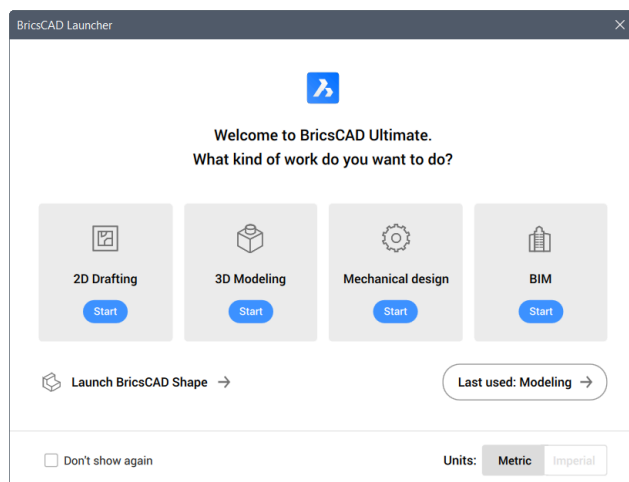 BricsCAD Launcher
Welcome to BricsCAD Ultimate.
What kind of work do you want to do?
2D Drafting
Start
3D Modeling
Start
Mechanical design
Start
BIM
Start
Launch BricsCAD Shape
Last used: Modeling
Don't show again
Units: Metric Imperial